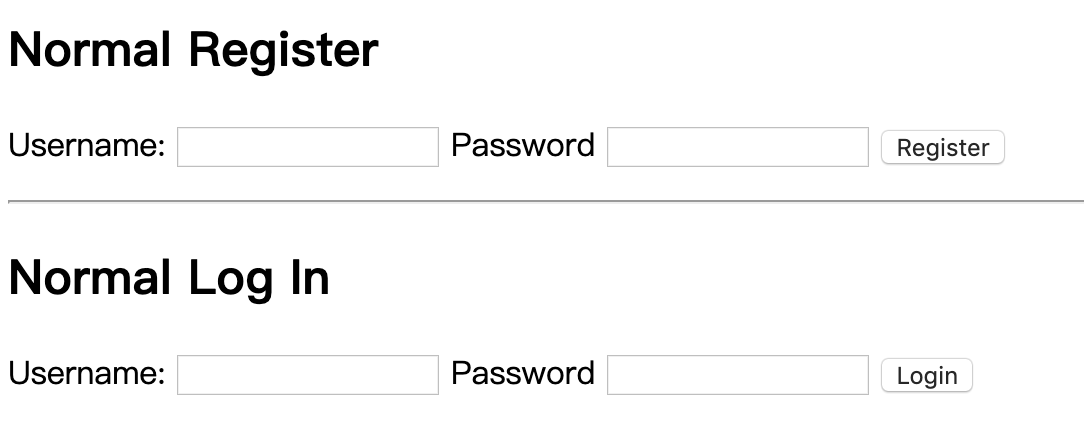 Normal Register
Username: Password Register
Normal Log In
Username: Password Login